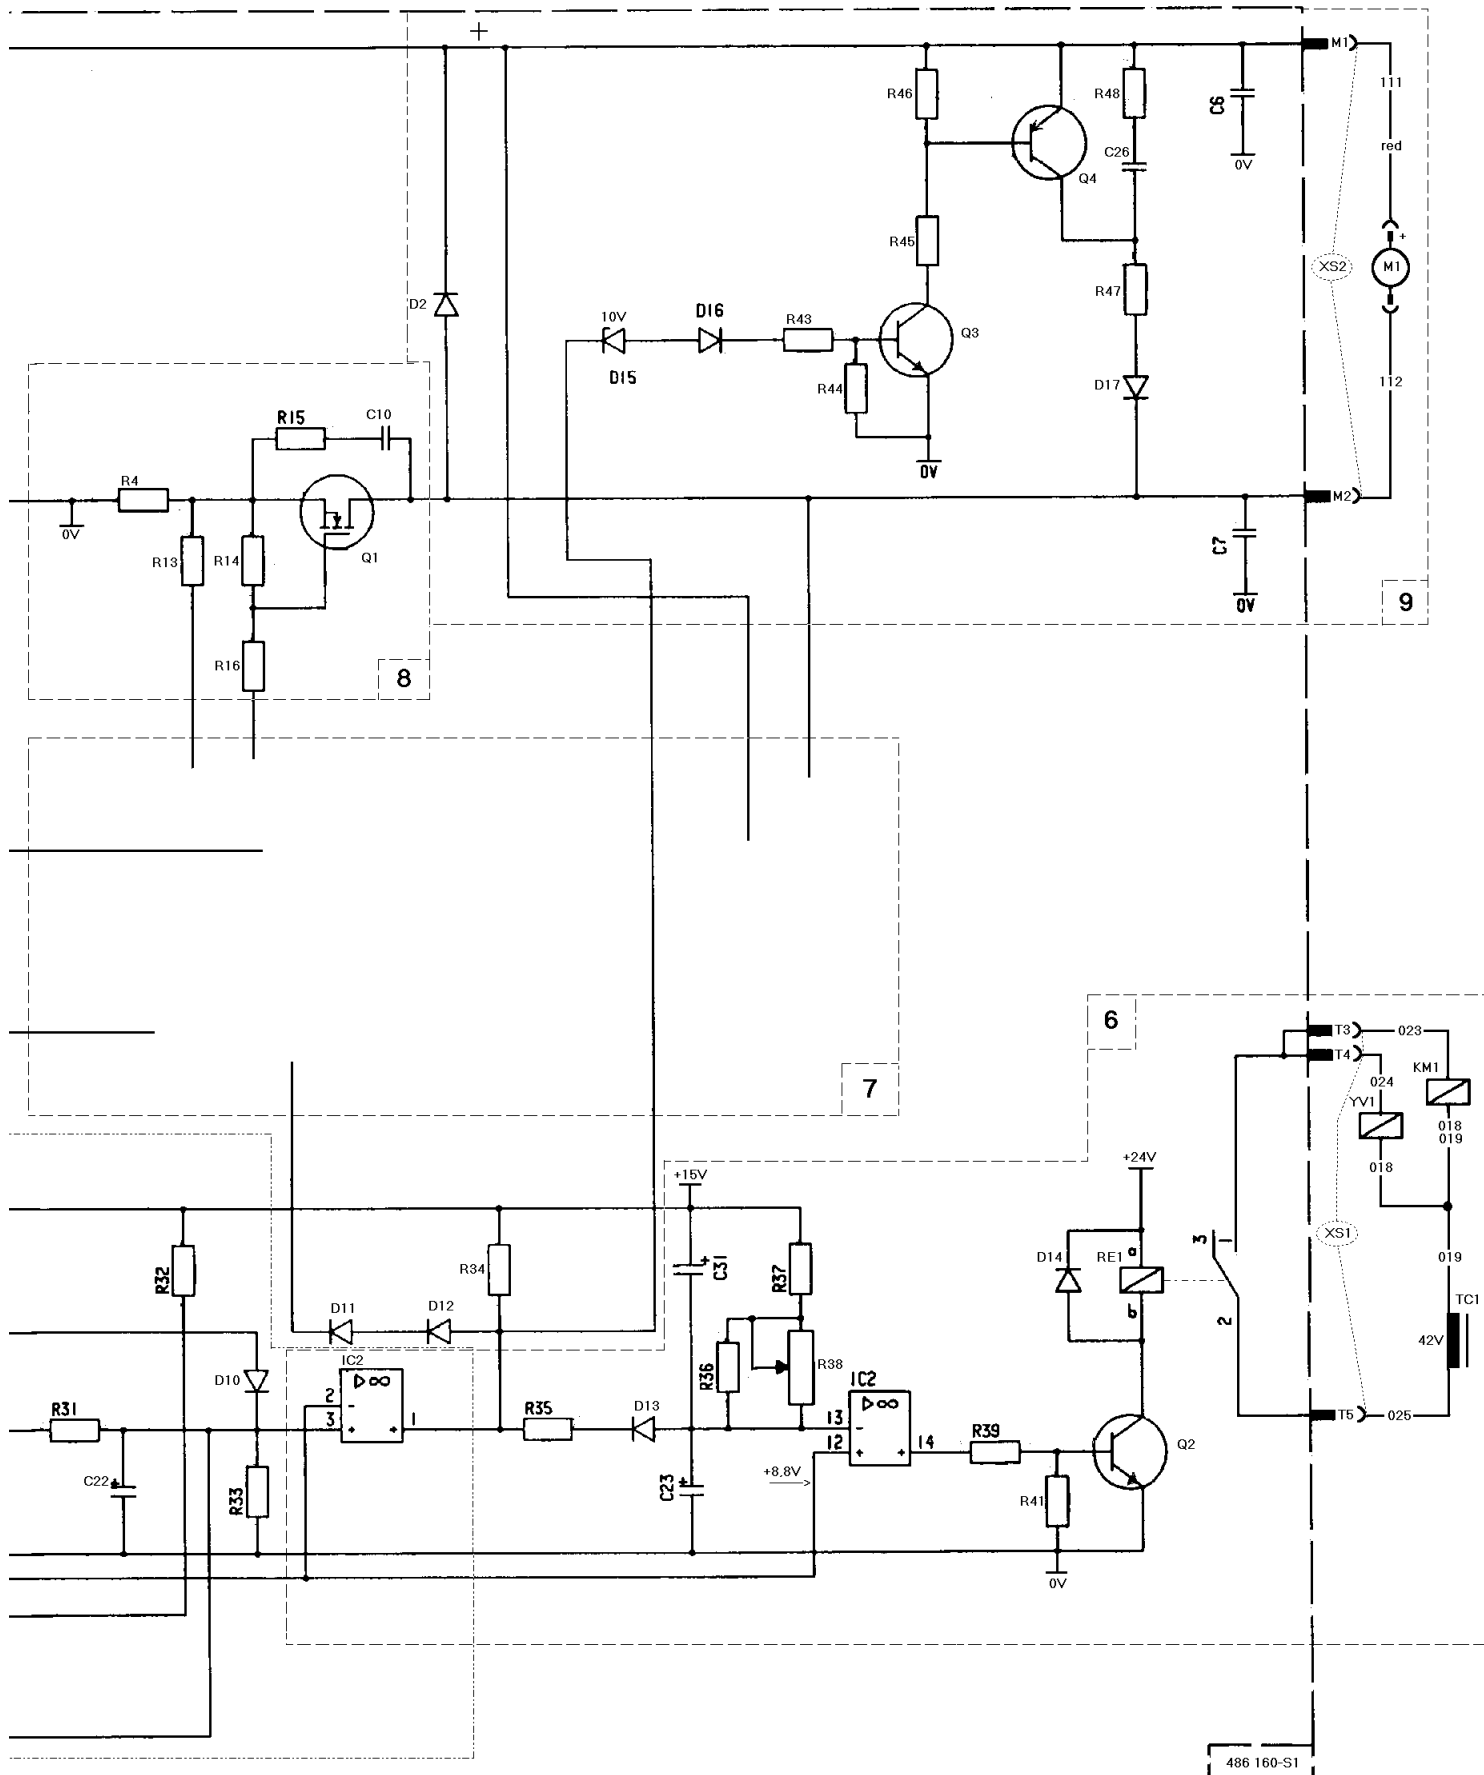 +
M1
R46
R48
C6
111
C26
0V
red
Q4
R45
+
XS2
M1
R47
D2
10V
D16
R43
Q3
D15
R44
D17
112
R15
C10
0V
R4
M2
0V
R13
R14
Q1
C7
0V
9
R16
8
6
T3
023
T4
7
024
KM1
YV1
018
019
+24V
018
+15V
3
1
XS1
R34
C31
R37
D14
RE1
a
019
R32
b
TC1
D11
D12
2
42V
IC2
D10
R36
R38
IC2
2
-
R31
3
+
+
1
R35
D13
13
-
T5
025
12
+
+
14
R39
Q2
+8,8V
C22
+
R33
C23
+
R41
0V
486 160-S1